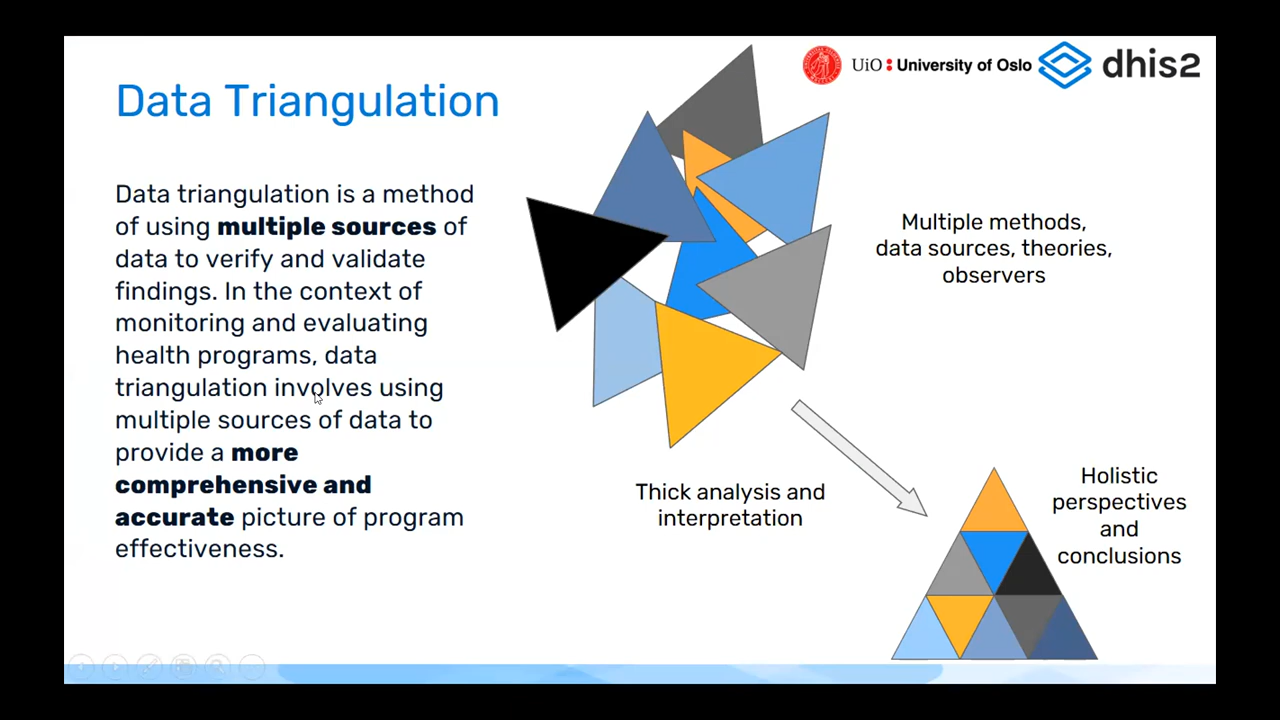 UiO : University of Oslo
dhis2
Data Triangulation
Data triangulation is a method
of using multiple sources of
data to verify and validate
findings. In the context of
monitoring and evaluating
health programs, data
triangulation involves using
multiple sources of data to
provide a more
comprehensive and
accurate picture of program
effectiveness.
Multiple methods,
data sources, theories,
observers
Thick analysis and
interpretation
Holistic
perspectives
and
conclusions